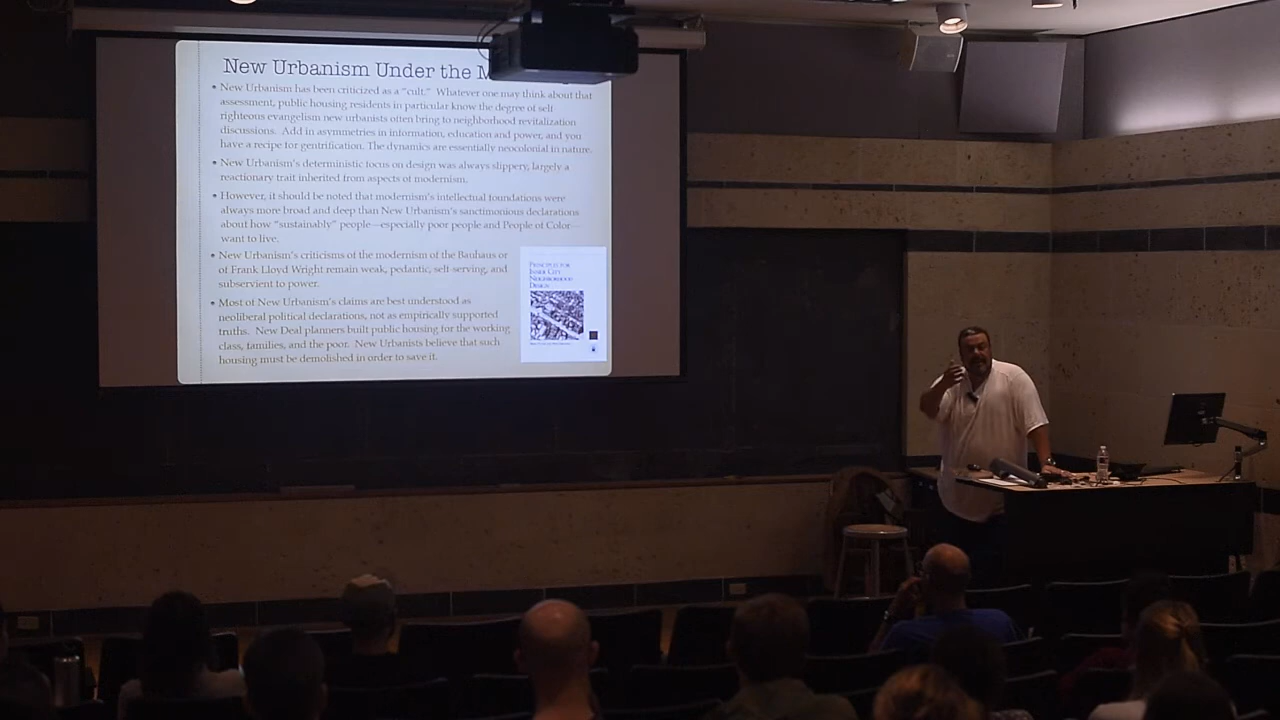 New Urbanism Under the M
• New Urbanism has been criticized as a "cult." Whatever one may think about that
assessment, public housing residents in particular know the degree of self-
righteous evangelism new urbanists often bring to neighborhood revitalization
discussions. Add in asymmetries in information, education and power, and you
have a recipe for gentrification. The dynamics are essentially neocolonial in nature.
• New Urbanism's deterministic focus on design was always slippery, largely a
reactionary trait inherited from aspects of modernism.
• However, it should be noted that modernism's intellectual foundations were
always more broad and deep than New Urbanism's sanctimonious declarations
about how "sustainably" people—especially poor people and People of Color—
want to live.
• New Urbanism's criticisms of the modernism of the Bauhaus or
of Frank Lloyd Wright remain weak, pedantic, self-serving, and
subservient to power.
• Most of New Urbanism's claims are best understood as
neoliberal political declarations, not as empirically supported
truths. New Deal planners built public housing for the working
class, families, and the poor. New Urbanists believe that such
housing must be demolished in order to save it.
PRINCIPLES FOR
INNER CITY
NEIGHBORHOOD
DESIGN